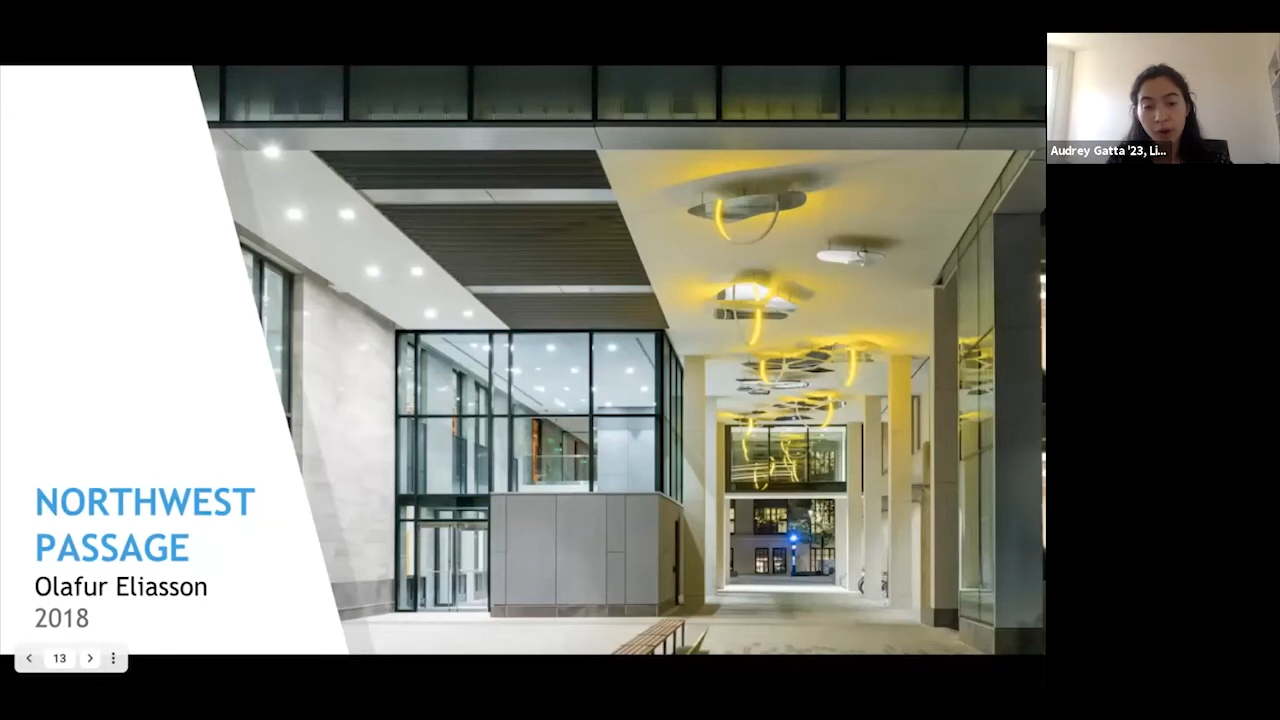 NORTHWEST
PASSAGE
Olafur Eliasson
2018
13
Audrey Gatta '23, Li...